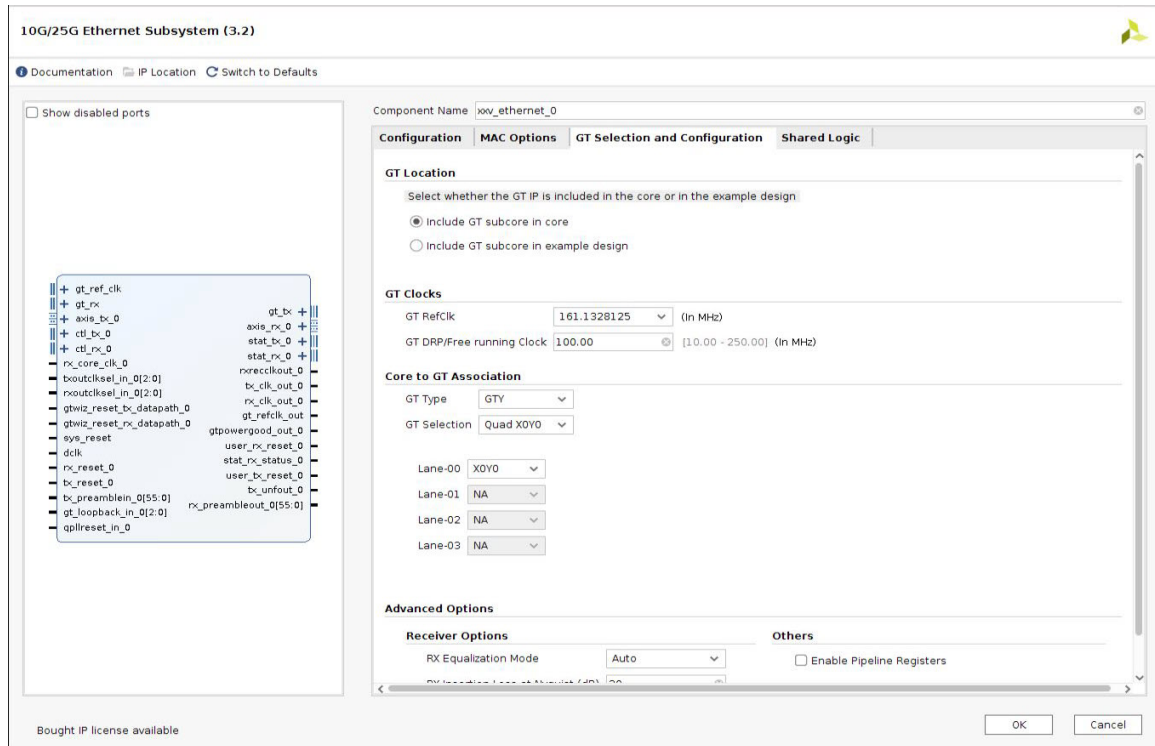 10G/25G Ethernet Subsystem (3.2)
Documentation IP Location Switch to Defaults
Show disabled ports
gt_ref_clk
gt_rx
axis_tx_0
ctl_tx_0
ctl_rx_0
rx_core_clk_0
txoutclksel_in_0[2:0]
rxoutclksel_in_0[2:0]
gtwiz_reset_tx_datapath_0
gtwiz_reset_rx_datapath_0
sys_reset
dclk
rx_reset_0
tx_reset_0
tx_preamblein_0[55:0]
gt_loopback_in_0[2:0]
qpllreset_in_0
gt_tx
axis_rx_0
stat_tx_0
stat_rx_0
rxrecclkout_0
tx_clk_out_0
rx_clk_out_0
gt_refclk_out
gtpowergood_out_0
user_rx_reset_0
stat_rx_status_0
user_tx_reset_0
tx_unfout_0
rx_preambleout_0[55:0]
Component Name xxv_ethernet_0
Configuration MAC Options GT Selection and Configuration Shared Logic
GT Location
Select whether the GT IP is included in the core or in the example design
Include GT subcore in core
Include GT subcore in example design
GT Clocks
GT RefClk 161.1328125 (In MHz)
GT DRP/Free running Clock 100.00 [10.00 - 250.00] (In MHz)
Core to GT Association
GT Type GTY
GT Selection Quad X0Y0
Lane-00 X0Y0
Lane-01 NA
Lane-02 NA
Lane-03 NA
Advanced Options
Receiver Options
RX Equalization Mode Auto
RX Insertion Loss at Nyquist (dB) 20
Others
Enable Pipeline Registers
Bought IP license available
OK Cancel